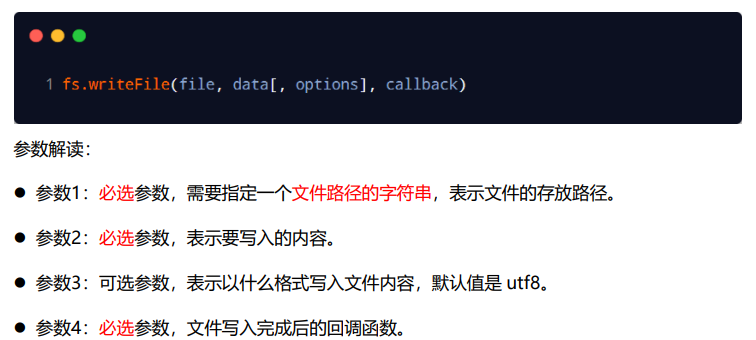 1 fs.writeFile(file, data[, options], callback)
参数解读：
● 参数1：必选参数，需要指定一个文件路径的字符串，表示文件的存放路径。
● 参数2：必选参数，表示要写入的内容。
● 参数3：可选参数，表示以什么格式写入文件内容，默认值是 utf8。
● 参数4：必选参数，文件写入完成后的回调函数。